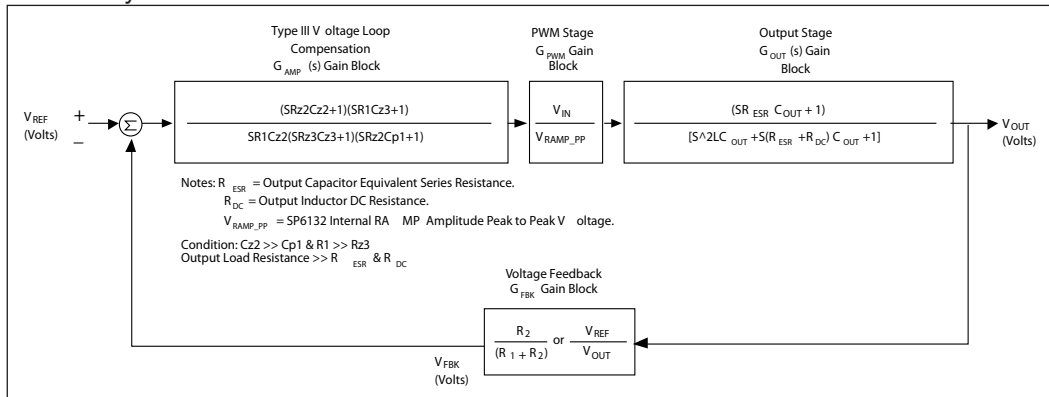 Type III V oltage Loop
Compensation
G AMP (s) Gain Block
PWM Stage
G PWM Gain
Block
Output Stage
G OUT (s) Gain
Block
VREF
(Volts)
+
−
Σ
(SRz2Cz2+1)(SR1Cz3+1)
SR1Cz2(SRz3Cz3+1)(SRz2Cp1+1)
V IN
V RAMP_PP
(SR ESR C OUT + 1)
[S^2LC OUT +S(R ESR +R DC) C OUT +1]
VOUT
(Volts)
Notes: R ESR = Output Capacitor Equivalent Series Resistance.
R DC = Output Inductor DC Resistance.
V RAMP_PP = SP6132 Internal RA MP Amplitude Peak to Peak V oltage.
Condition: Cz2 >> Cp1 & R1 >> Rz3
Output Load Resistance >> R ESR & R DC
Voltage Feedback
G FBK Gain Block
R 2
(R 1 + R 2)
or
V REF
V OUT
V FBK
(Volts)